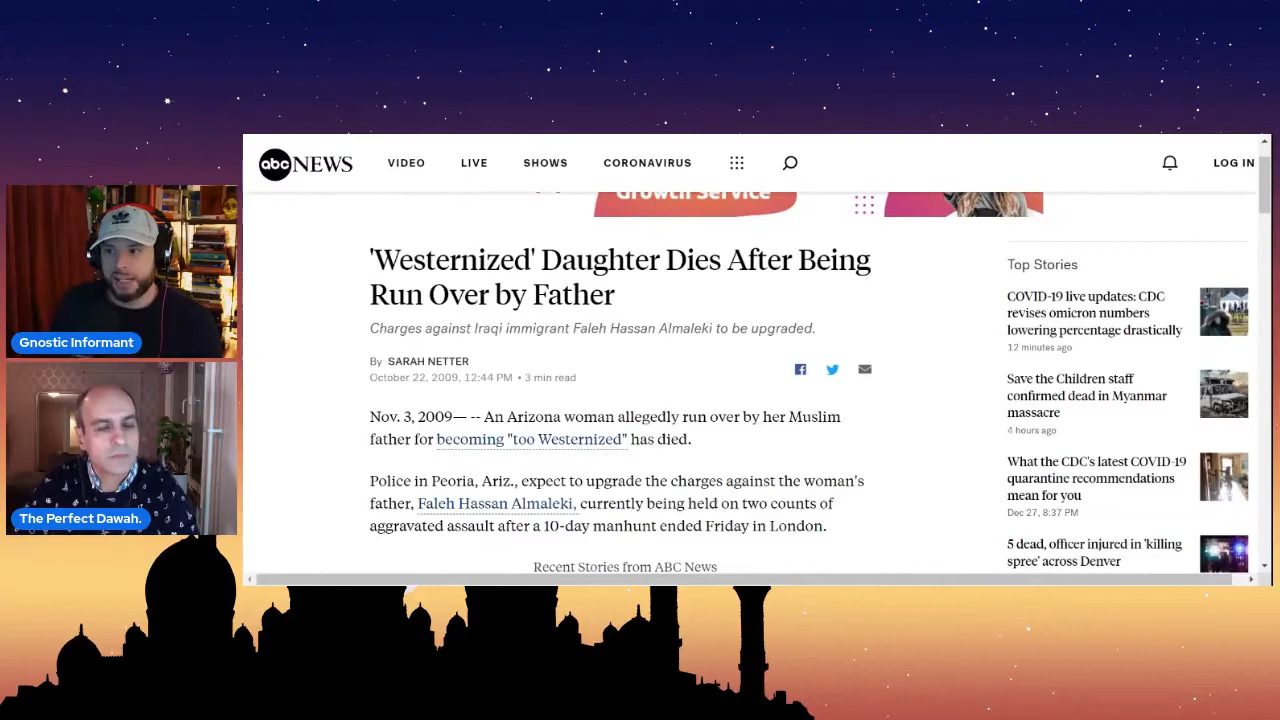 abc NEWS
VIDEO
LIVE
SHOWS
CORONAVIRUS
LOG IN
Growth Service
'Westernized' Daughter Dies After Being
Run Over by Father
Charges against Iraqi immigrant Faleh Hassan Almaleki to be upgraded.
By SARAH NETTER
October 22, 2009, 12:44 PM • 3 min read
Nov. 3, 2009— -- An Arizona woman allegedly run over by her Muslim
father for becoming "too Westernized" has died.
Police in Peoria, Ariz., expect to upgrade the charges against the woman's
father, Faleh Hassan Almaleki, currently being held on two counts of
aggravated assault after a 10-day manhunt ended Friday in London.
Recent Stories from ABC News
Top Stories
COVID-19 live updates: CDC
revises omicron numbers
lowering percentage drastically
12 minutes ago
Save the Children staff
confirmed dead in Myanmar
massacre
4 hours ago
What the CDC's latest COVID-19
quarantine recommendations
mean for you
Dec 27, 8:37 PM
5 dead, officer injured in 'killing
spree' across Denver
Gnostic Informant
The Perfect Dawah.